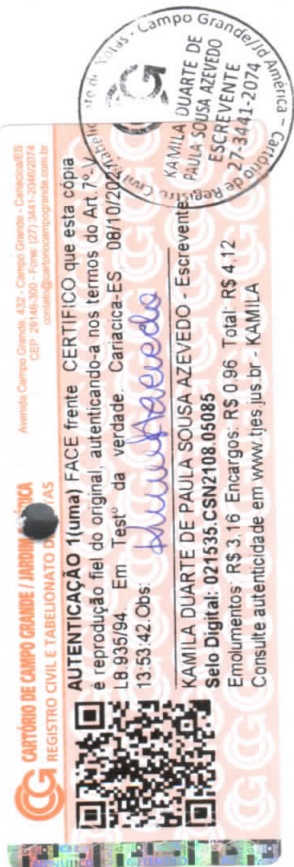 CARTÓRIO DE CAMPO GRANDE / JARDIM AMÉRICA
REGISTRO CIVIL E TABELIONATO DE NOTAS
Avenida Campo Grande, 432 - Campo Grande - Cariacica/ES
CEP: 29146-300 - Fone: (27) 3441-2046/2074
contato@cartoriocampogrande.com.br
AUTENTICAÇÃO 1(uma) FACE frente CERTIFICO que esta cópia
é reprodução fiel do original, autenticando-a nos termos do Art.7º- V
L8.935/94. Em Testº da verdade. Cariacica-ES 08/10/20
13:53:42.Obs:
KAMILA DUARTE DE PAULA SOUSA AZEVEDO - Escrevente
Selo Digital: 021535.CSN2108.05085
Emolumentos: R$ 3,16 Encargos: R$ 0,96 Total: R$ 4,12
Consulte autenticidade em www.tjes.jus.br - KAMILA
Notas - Campo Grande/Jd América - Cartório de Registro Civil
KAMILA DUARTE DE
PAULA SOUSA AZEVEDO
ESCREVENTE
27-3441-2074